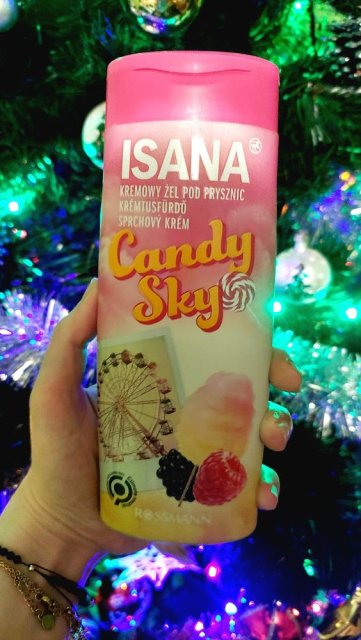 ISANA
KREMOWY ŻEL POD PRYSZNIC
KRÉMTUSFÜRDŐ
SPRCHOVÝ KRÉM
Candy
Sky
ROSSMANN